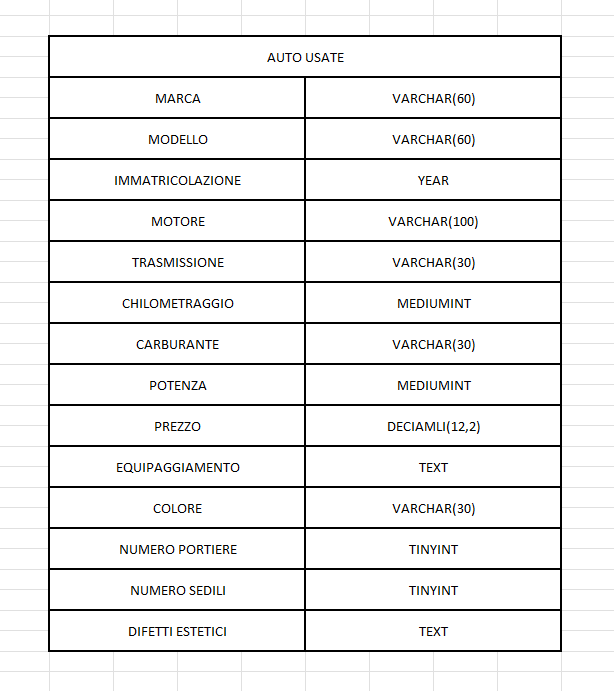 AUTO USATE
MARCA VARCHAR(60)
MODELLO VARCHAR(60)
IMMATRICOLAZIONE YEAR
MOTORE VARCHAR(100)
TRASMISSIONE VARCHAR(30)
CHILOMETRAGGIO MEDIUMINT
CARBURANTE VARCHAR(30)
POTENZA MEDIUMINT
PREZZO DECIAMLI(12,2)
EQUIPAGGIAMENTO TEXT
COLORE VARCHAR(30)
NUMERO PORTIERE TINYINT
NUMERO SEDILI TINYINT
DIFETTI ESTETICI TEXT